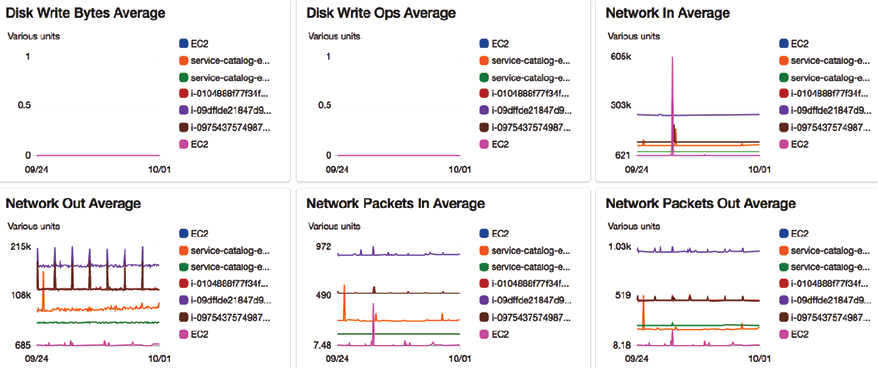 Disk Write Bytes Average
Various units
1
0.5
0
09/24
10/01
EC2
service-catalog-e...
service-catalog-e...
i-0104888f77f34f...
i-09dffde21847d9...
i-0975437574987...
EC2
Disk Write Ops Average
Various units
1
0.5
0
09/24
10/01
EC2
service-catalog-e...
service-catalog-e...
i-0104888f77f34f...
i-09dffde21847d9...
i-0975437574987...
EC2
Network In Average
Various units
605k
303k
621
09/24
10/01
EC2
service-catalog-e...
service-catalog-e...
i-0104888f77f34f...
i-09dffde21847d9...
i-0975437574987...
EC2
Network Out Average
Various units
215k
108k
685
09/24
10/01
EC2
service-catalog-e...
service-catalog-e...
i-0104888f77f34f...
i-09dffde21847d9...
i-0975437574987...
EC2
Network Packets In Average
Various units
972
490
7.48
09/24
10/01
EC2
service-catalog-e...
service-catalog-e...
i-0104888f77f34f...
i-09dffde21847d9...
i-0975437574987...
EC2
Network Packets Out Average
Various units
1.03k
519
8.18
09/24
10/01
EC2
service-catalog-e...
service-catalog-e...
i-0104888f77f34f...
i-09dffde21847d9...
i-0975437574987...
EC2